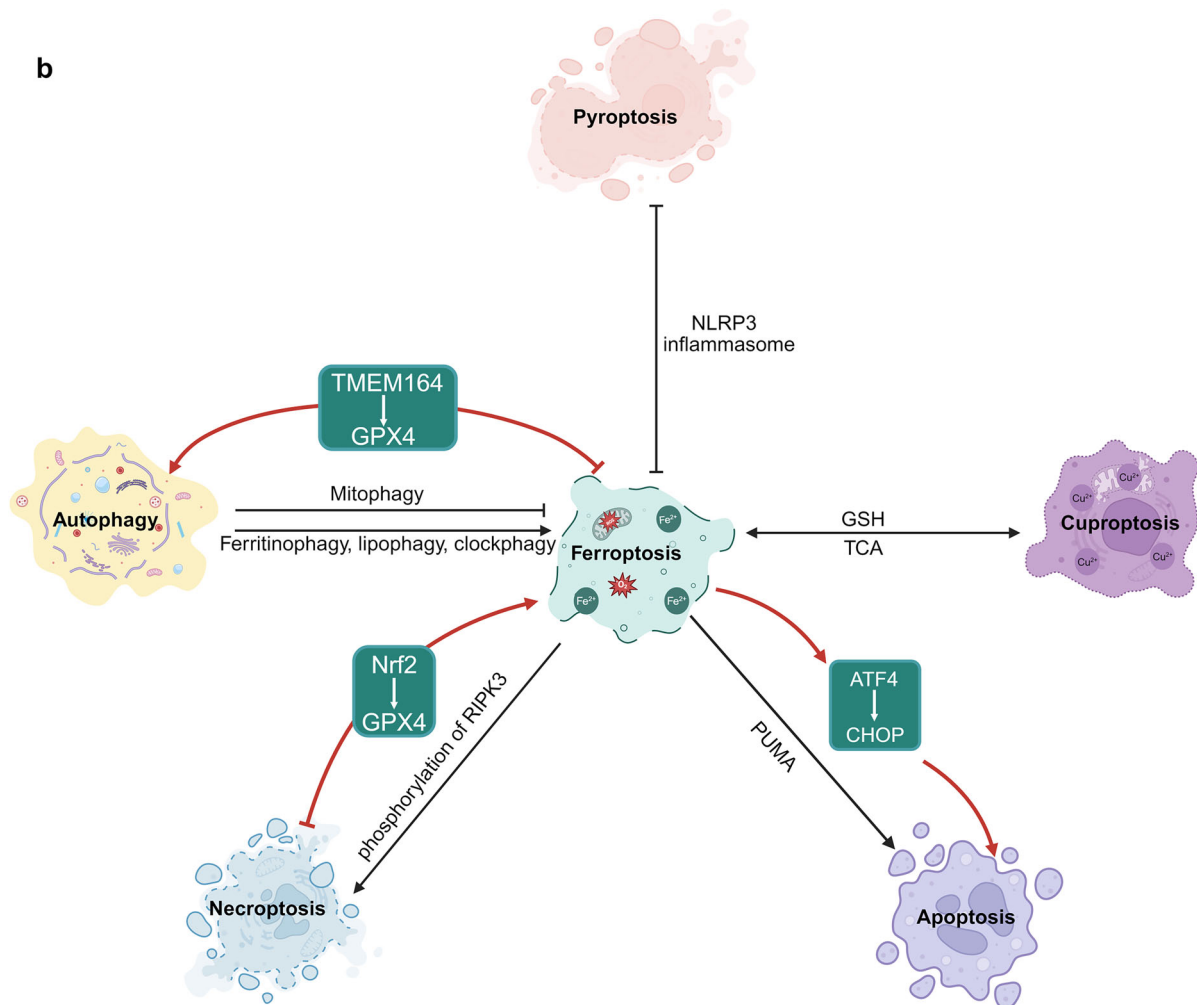 b
Pyroptosis
NLRP3
inflammasome
TMEM164
GPX4
Mitophagy
Ferritinophagy, lipophagy, clockphagy
Autophagy
Ferroptosis
Fe²⁺
O₂
Fe²⁺
Fe²⁺
GSH
TCA
Cuproptosis
Cu²⁺
Cu²⁺
Cu²⁺
Cu²⁺
Nrf2
GPX4
phosphorylation of RIPK3
PUMA
ATF4
CHOP
Necroptosis
Apoptosis